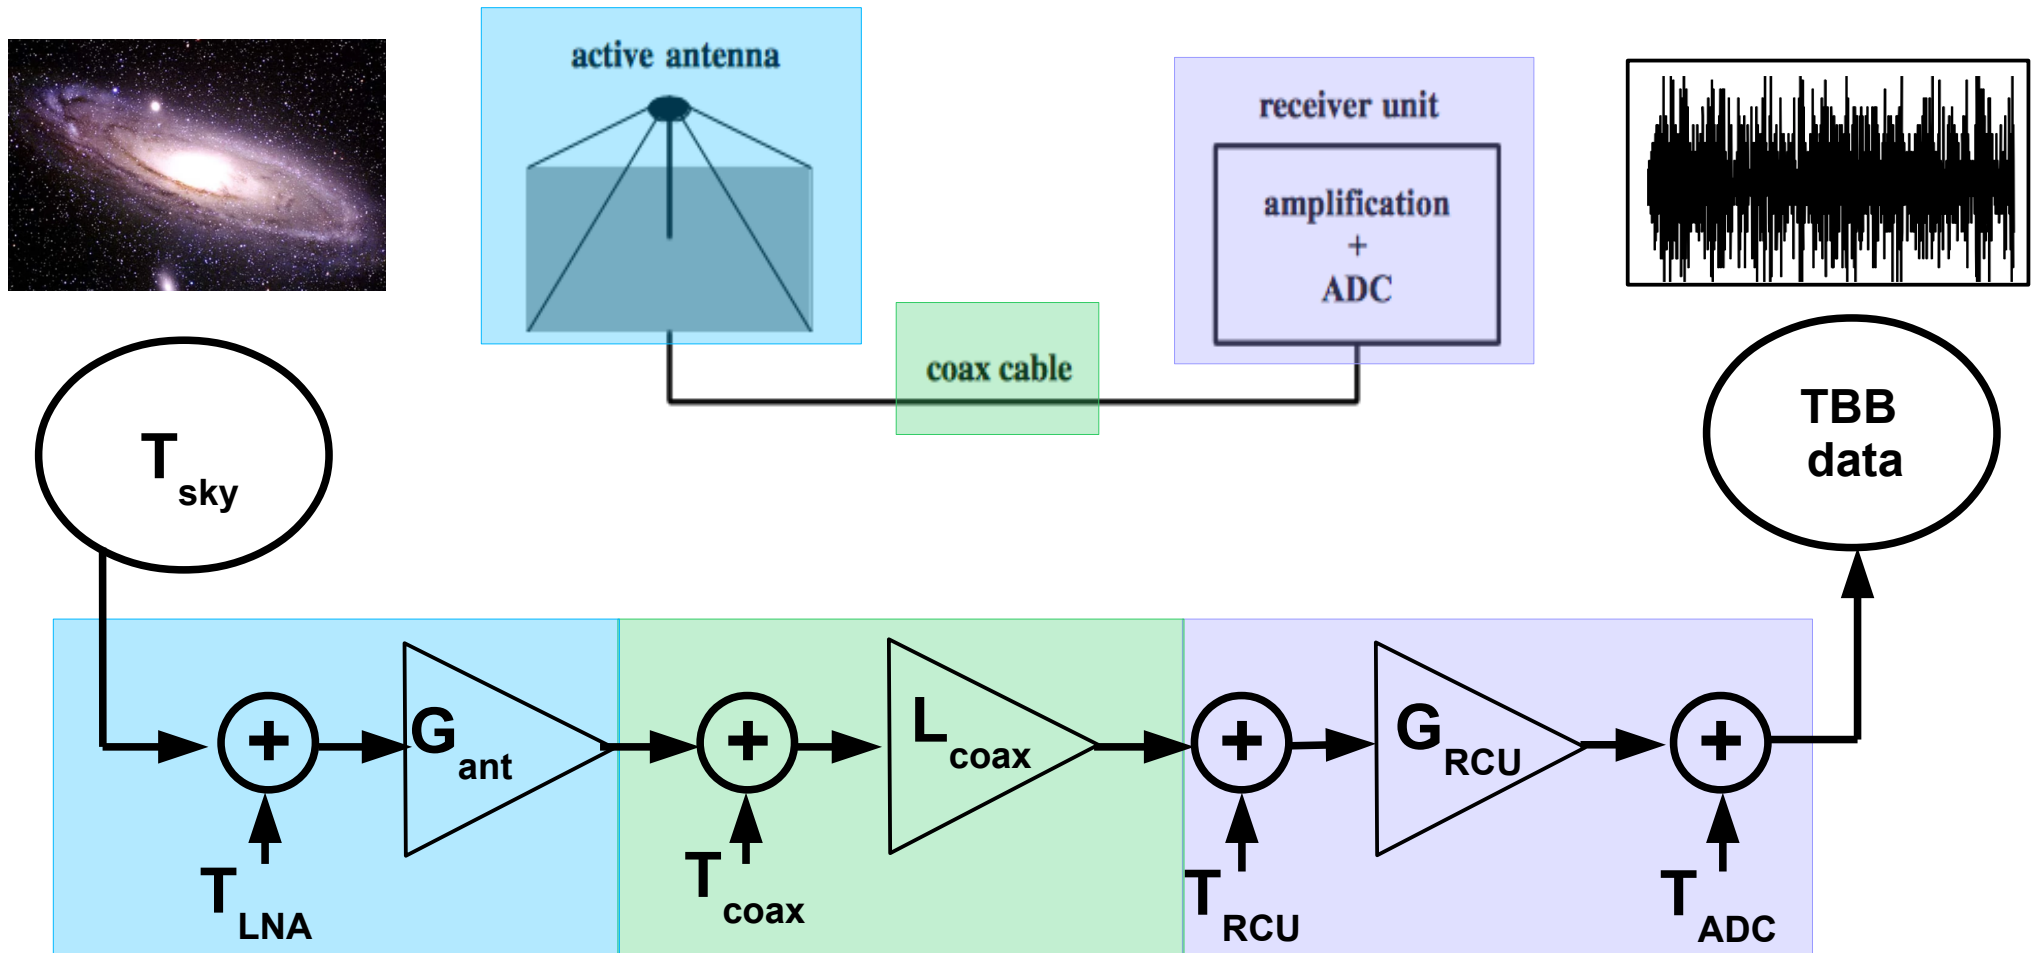 active antenna
receiver unit
amplification
+
ADC
coax cable
T sky
TBB
data
+
G ant
+
L coax
+
G RCU
+
T LNA
T coax
T RCU
T ADC